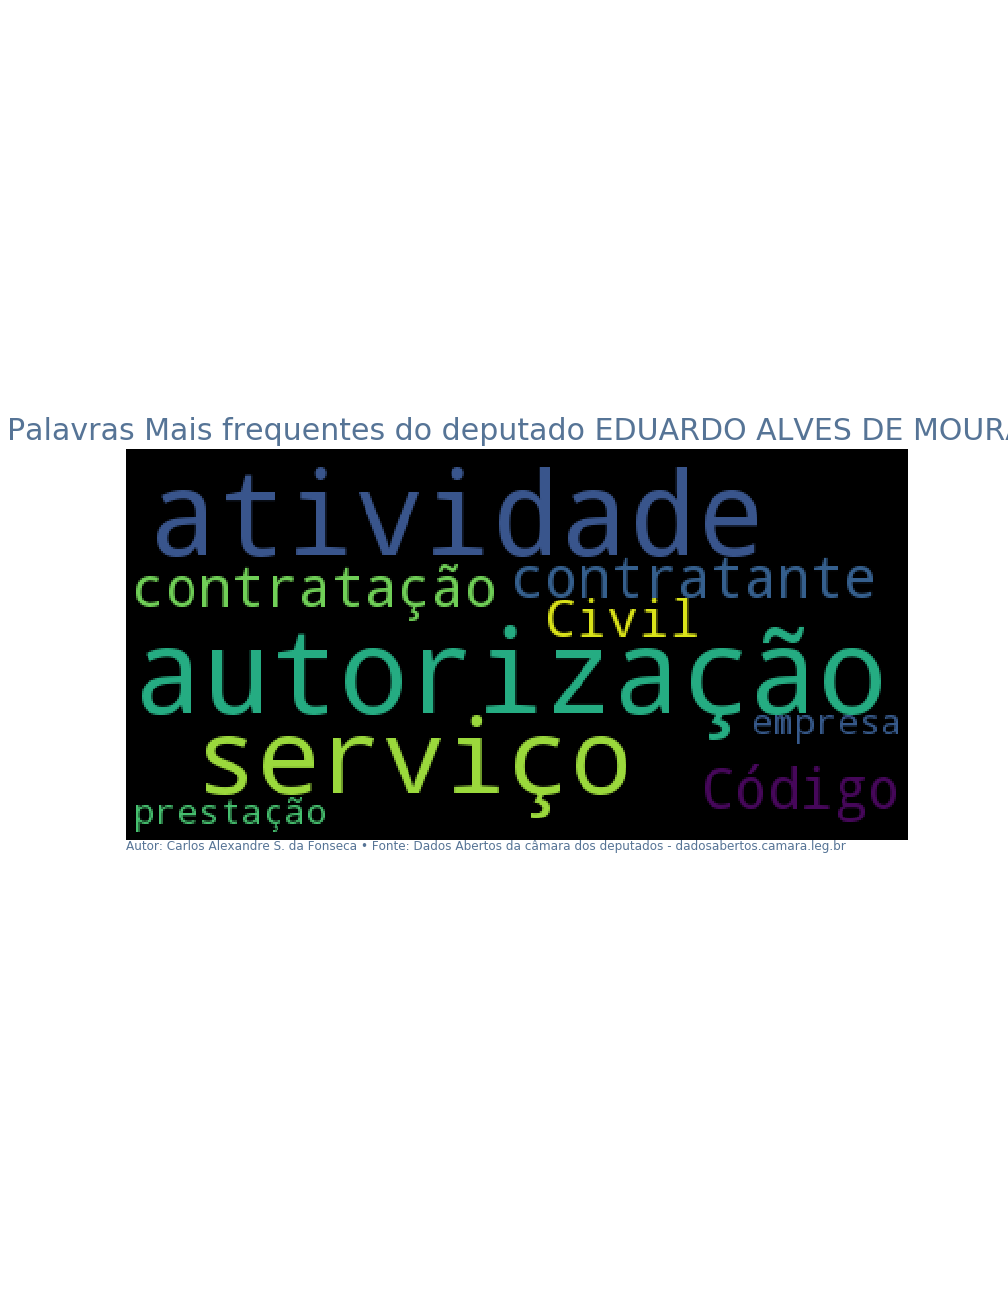 Palavras Mais frequentes do deputado EDUARDO ALVES DE MOURA
atividade
contratação contratante
Civil
autorização
empresa
serviço
Código
prestação
Autor: Carlos Alexandre S. da Fonseca • Fonte: Dados Abertos da câmara dos deputados - dadosabertos.camara.leg.br